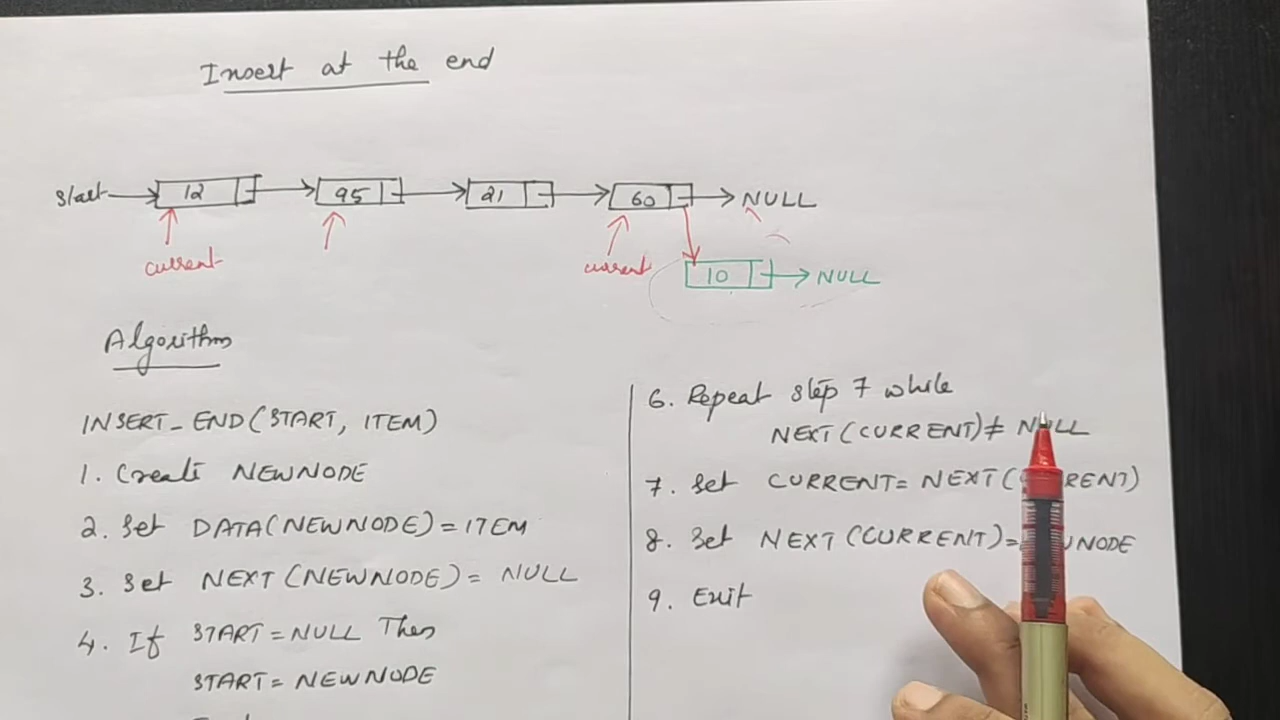 Insert at the end
Start 12 95 21 60 NULL
current current 10 NULL
Algorithm
INSERT_END(START, ITEM)
1. Create NEWNODE
2. Set DATA(NEWNODE)=ITEM
3. Set NEXT(NEWNODE)= NULL
4. If START=NULL Then
START=NEWNODE
6. Repeat step 7 while
NEXT(CURRENT)≠ NULL
7. Set CURRENT= NEXT(
8. Set NEXT(CURRENT)=
9. Exit